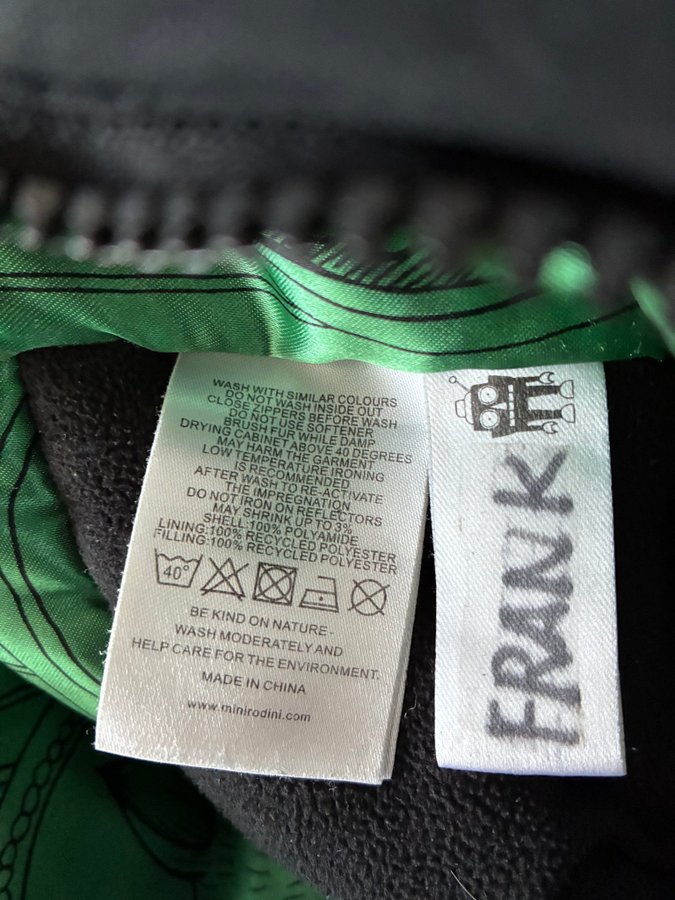 WASH WITH SIMILAR COLOURS
DO NOT WASH INSIDE OUT
CLOSE ZIPPERS BEFORE WASH
DO NOT USE SOFTENER
BRUSH FUR WHILE DAMP
DRYING CABINET ABOVE 40 DEGREES
MAY HARM THE GARMENT
LOW TEMPERATURE IRONING
IS RECOMMENDED
AFTER WASH TO RE-ACTIVATE
THE IMPREGNATION
DO NOT IRON ON REFLECTORS
MAY SHRINK UP TO 3%
SHELL:100% POLYAMIDE
LINING:100% RECYCLED POLYESTER
FILLING:100% RECYCLED POLYESTER
40°
BE KIND ON NATURE -
WASH MODERATELY AND
HELP CARE FOR THE ENVIRONMENT.
MADE IN CHINA
www.minirodini.com
FRANK